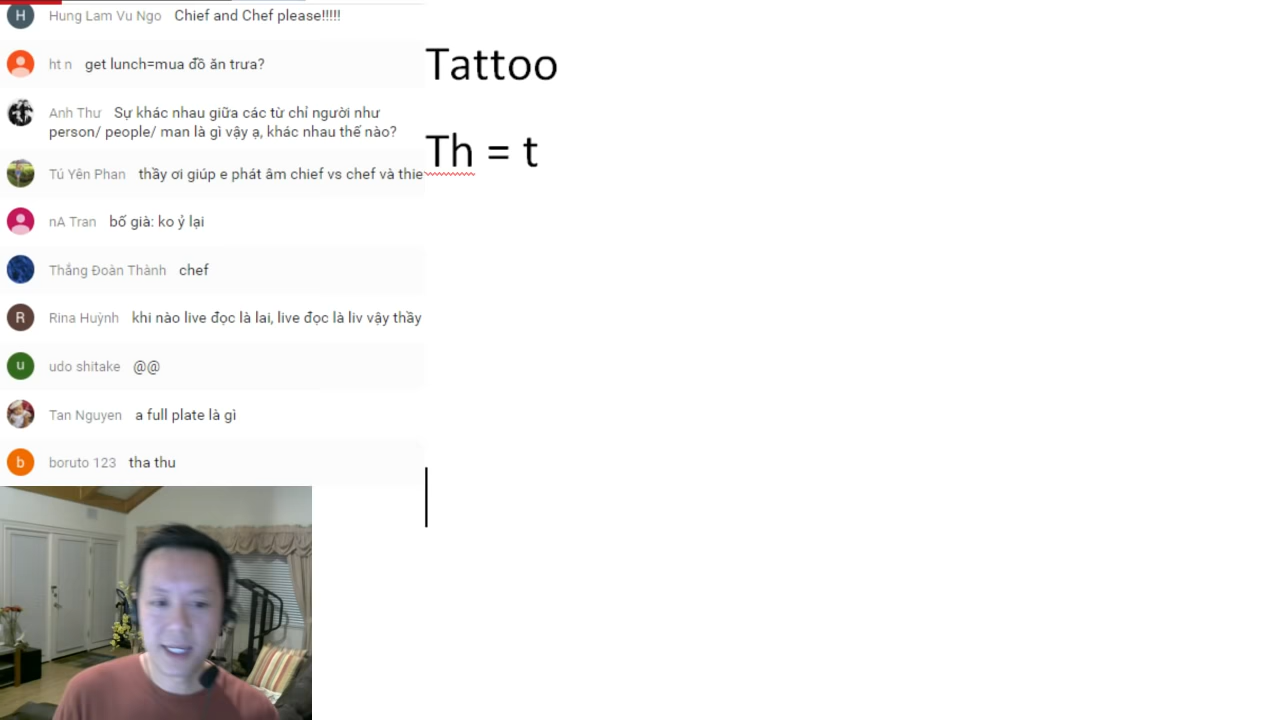 H Hung Lam Vu Ngo Chief and Chef please!!!!!
ht n get lunch=mua đồ ăn trưa?
Anh Thư Sự khác nhau giữa các từ chỉ người như
person/ people/ man là gì vậy ạ, khác nhau thế nào?
Tú Yên Phan thầy ơi giúp e phát âm chief vs chef và thie
nA Tran bố già: ko ỷ lại
Thắng Đoàn Thành chef
R Rina Huỳnh khi nào live đọc là lai, live đọc là liv vậy thầy
u udo shitake @@
Tan Nguyen a full plate là gì
b boruto 123 tha thu
Tattoo
Th = t